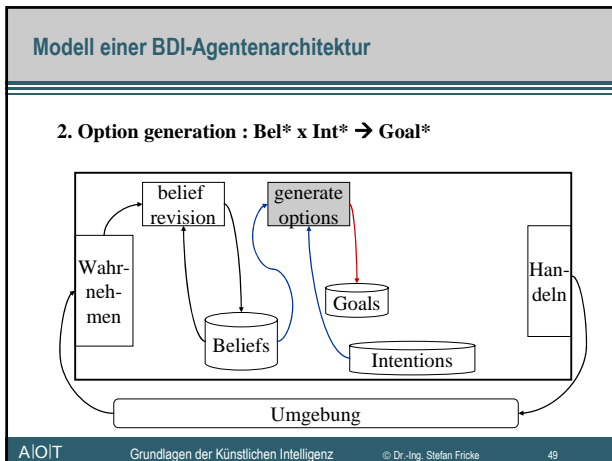 Modell einer BDI-Agentenarchitektur
2. Option generation : Bel* x Int* → Goal*
belief
revision
generate
options
Wahr-
neh-
men
Han-
deln
Goals
Beliefs
Intentions
Umgebung
A|O|T Grundlagen der Künstlichen Intelligenz © Dr.-Ing. Stefan Fricke 49